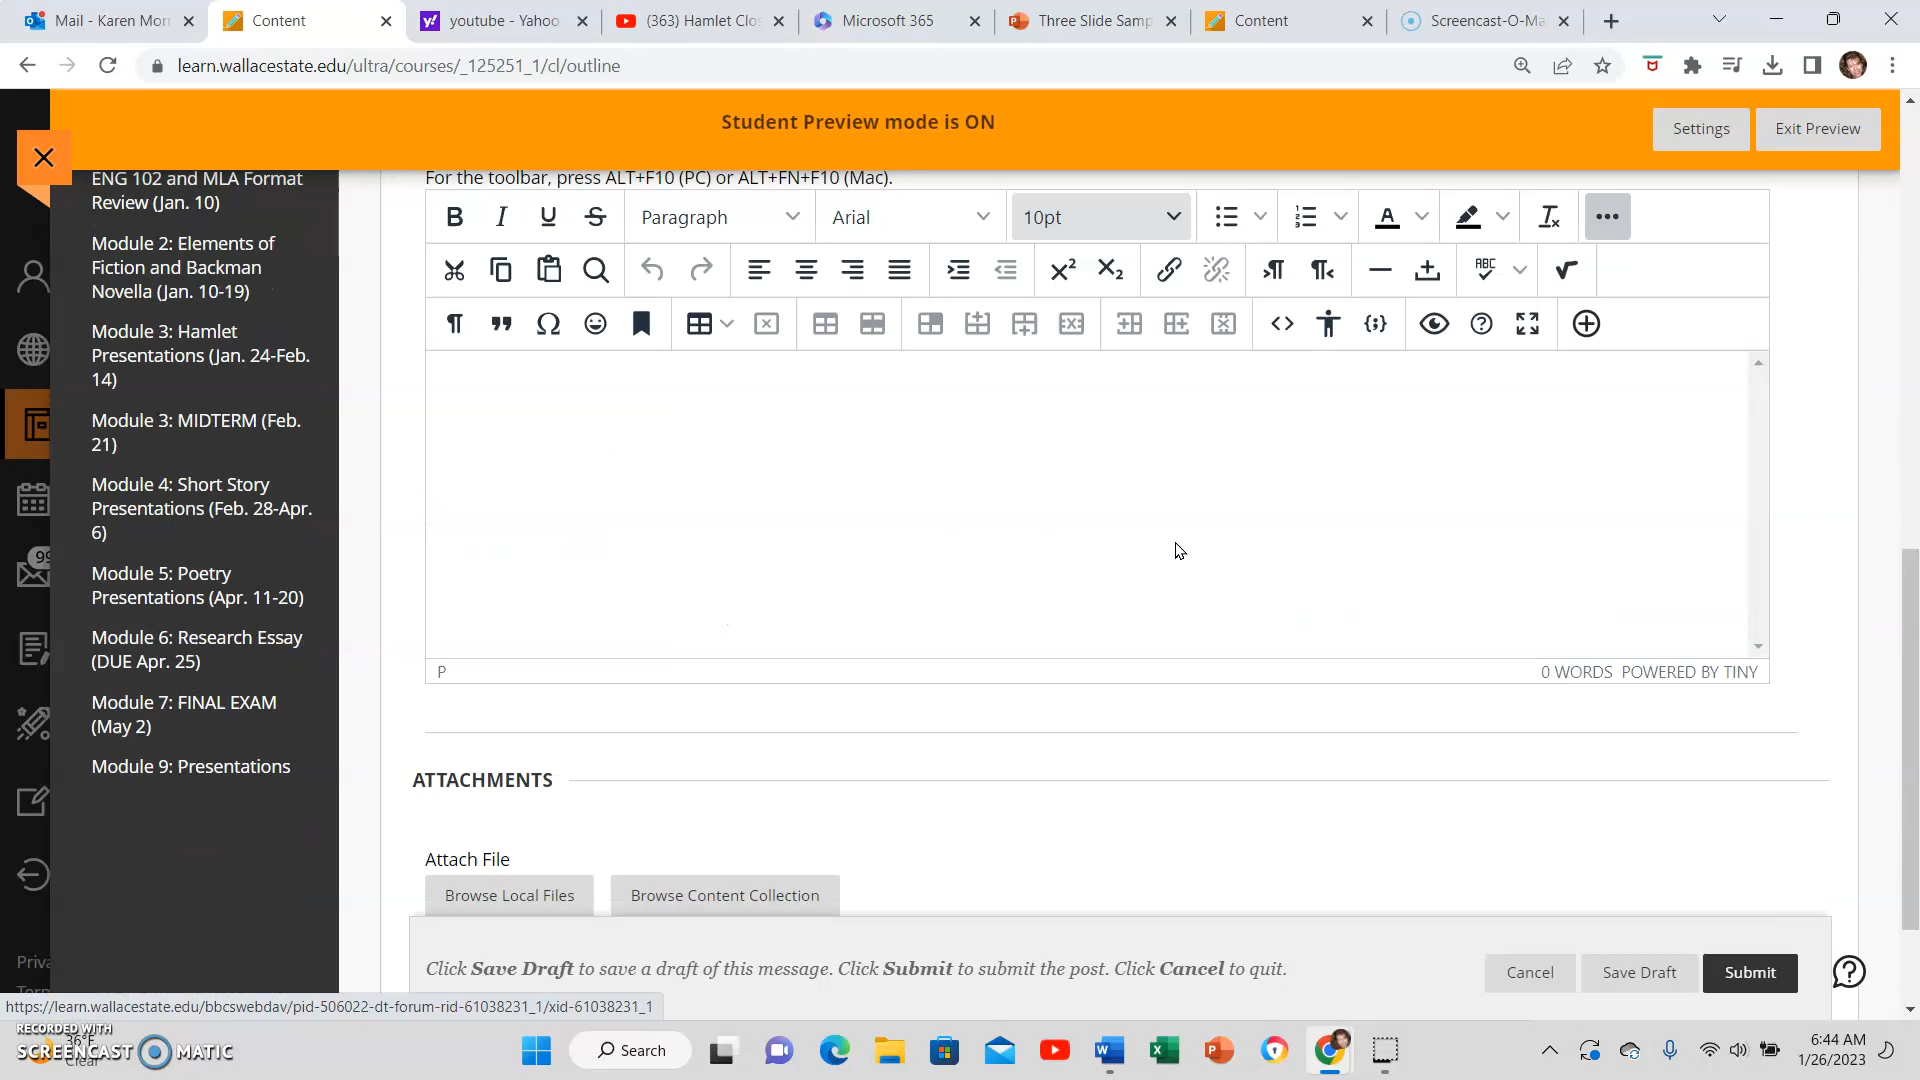 Mail - Karen Morr
Content
youtube - Yahoo
(363) Hamlet Clos
Microsoft 365
Three Slide Samp
Content
Screencast-O-Ma
learn.wallacestate.edu/ultra/courses/_125251_1/cl/outline
Student Preview mode is ON
Settings
Exit Preview
ENG 102 and MLA Format
Review (Jan. 10)
Module 2: Elements of
Fiction and Backman
Novella (Jan. 10-19)
Module 3: Hamlet
Presentations (Jan. 24-Feb.
14)
Module 3: MIDTERM (Feb.
21)
Module 4: Short Story
Presentations (Feb. 28-Apr.
6)
Module 5: Poetry
Presentations (Apr. 11-20)
Module 6: Research Essay
(DUE Apr. 25)
Module 7: FINAL EXAM
(May 2)
Module 9: Presentations
99
Priva
For the toolbar, press ALT+F10 (PC) or ALT+FN+F10 (Mac).
B I U S
Paragraph
Arial
10pt
P
0 WORDS POWERED BY TINY
ATTACHMENTS
Attach File
Browse Local Files
Browse Content Collection
Click Save Draft to save a draft of this message. Click Submit to submit the post. Click Cancel to quit.
Cancel
Save Draft
Submit
https://learn.wallacestate.edu/bbcswebdav/pid-506022-dt-forum-rid-61038231_1/xid-61038231_1
RECORDED WITH
SCREENCAST MATIC
36°F
Clear
Search
6:44 AM
1/26/2023